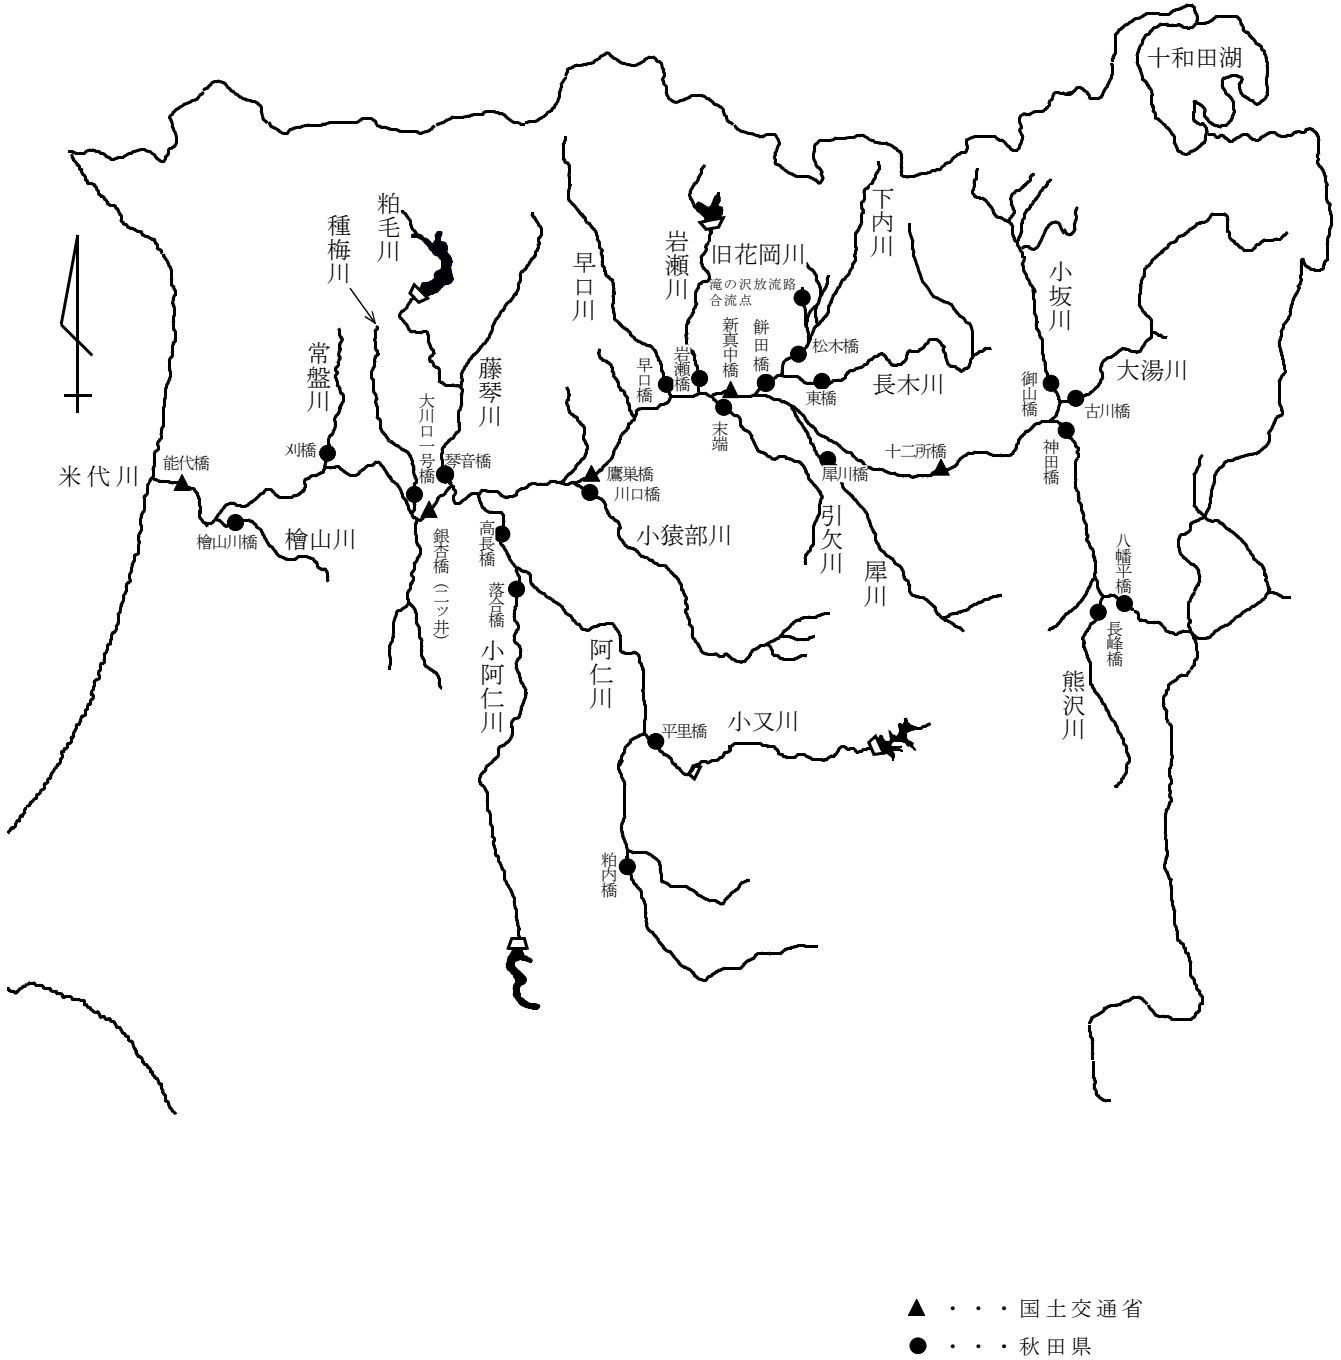 十和田湖
粕毛川
種梅川
下内川
岩瀬川
旧花岡川
早口川
小坂川
滝の沢放流路
合流点
新真中橋
餅田橋
松木橋
常盤川
藤琴川
早口橋
岩瀬橋
長木川
東橋
大湯川
御山橋
古川橋
大川口一号橋
末端
刈橋
琴音橋
十二所橋
神田橋
米代川
能代橋
鷹巣橋
川口橋
犀川橋
檜山川橋
檜山川
銀杏橋(二ッ井)
高長橋
小猿部川
引欠川
犀川
八幡平橋
落合橋
長峰橋
小阿仁川
阿仁川
熊沢川
平里橋
小又川
粕内橋
▲・・・国土交通省
●・・・秋田県